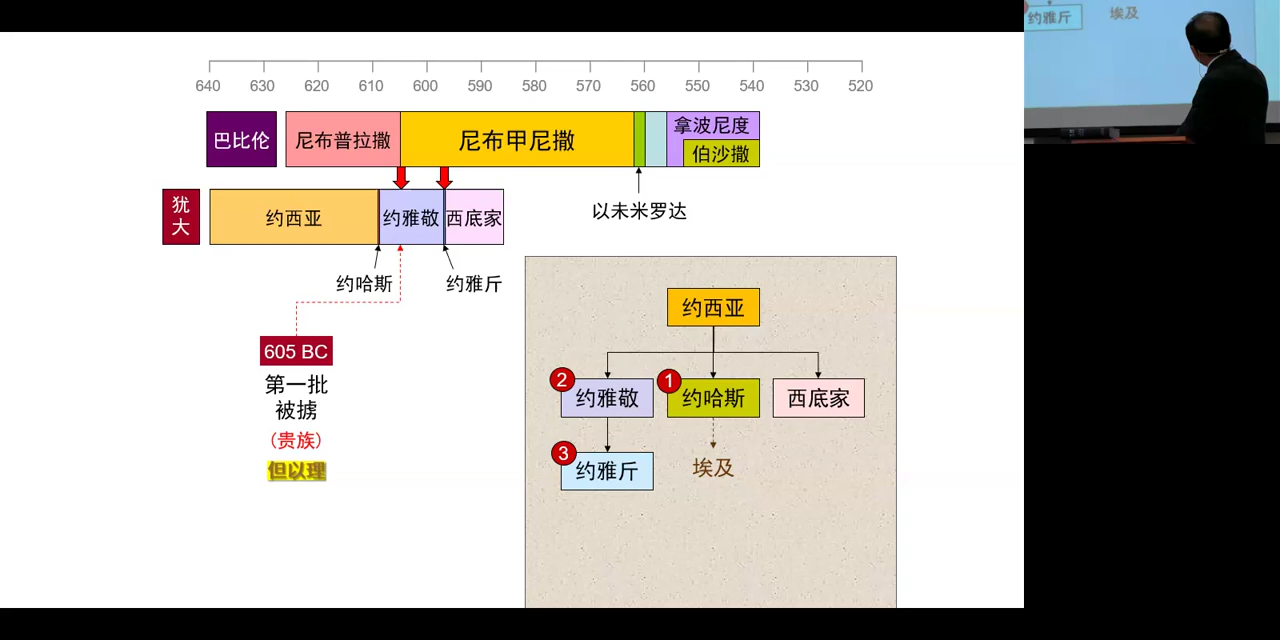 640 630 620 610 600 590 580 570 560 550 540 530 520
巴比伦
尼布普拉撒
尼布甲尼撒
拿波尼度
伯沙撒
犹
大
约西亚
约雅敬
西底家
以未米罗达
约哈斯
约雅斤
605 BC
第一批
被掳
(贵族)
但以理
约西亚
2
约雅敬
1
约哈斯
西底家
3
约雅斤
埃及
约雅斤
埃及